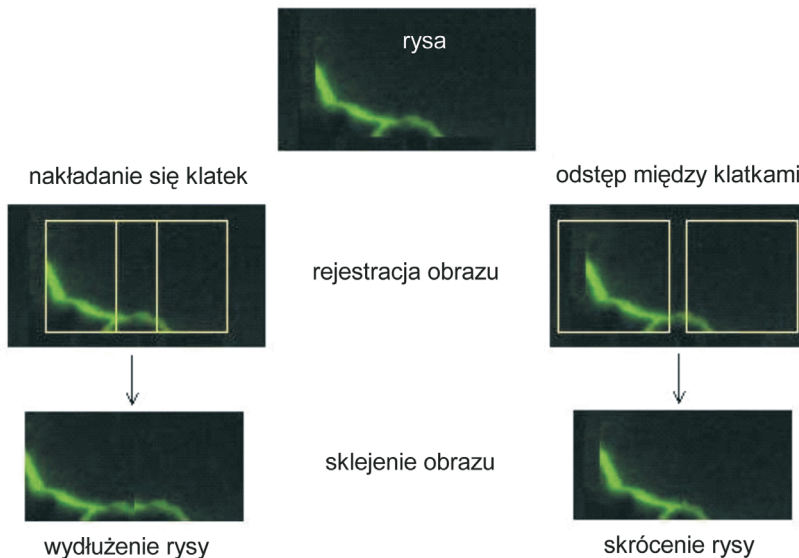 rysa
nakładanie się klatek
odstęp między klatkami
rejestracja obrazu
sklejenie obrazu
wydłużenie rysy
skrócenie rysy